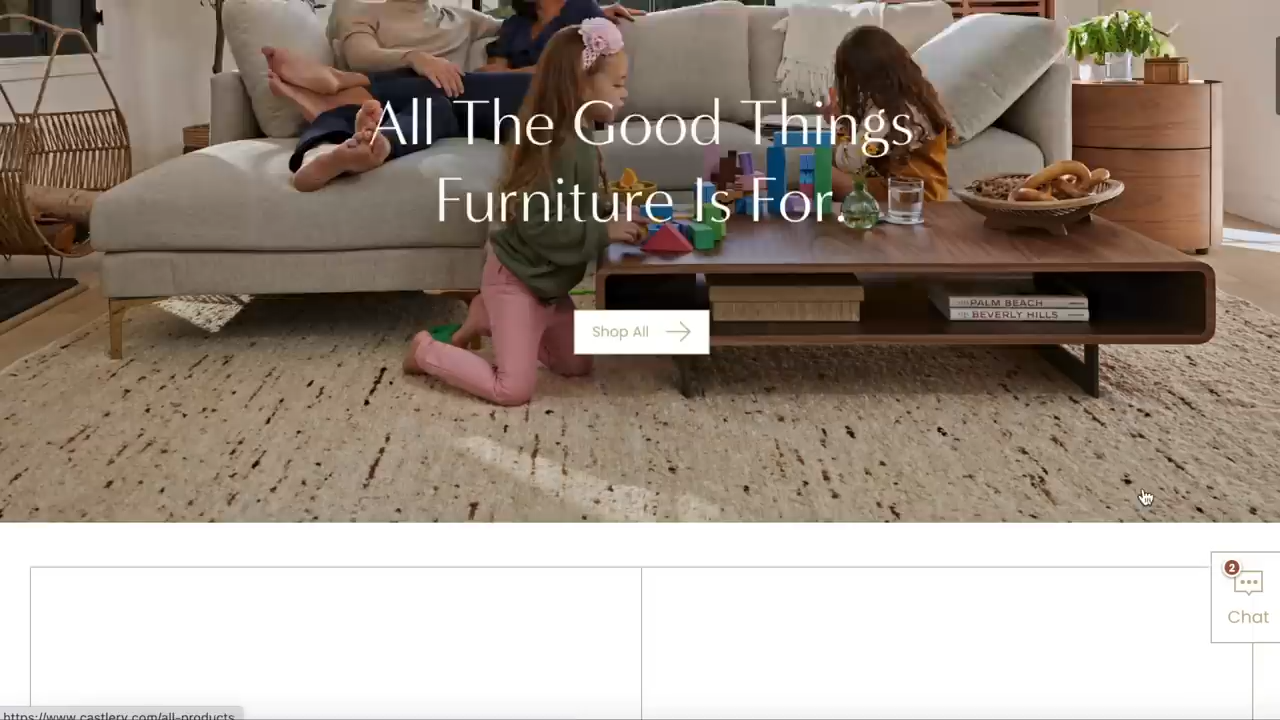 All The Good Things
Furniture Is For.
PALM BEACH
BEVERLY HILLS
Shop All
2
Chat
https://www.castlery.com/all-products